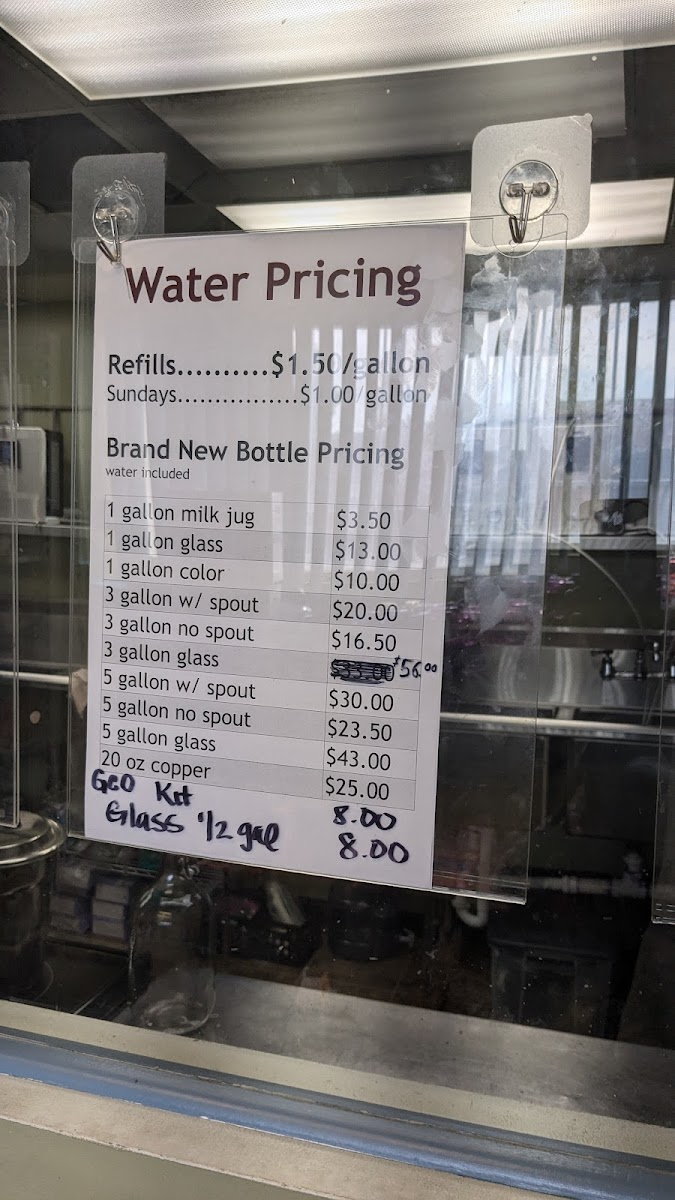 Water Pricing
Refills..........$1.50/gallon
Sundays................$1.00/gallon
Brand New Bottle Pricing
water included
1 gallon milk jug $3.50
1 gallon glass $13.00
1 gallon color $10.00
3 gallon w/ spout $20.00
3 gallon no spout $16.50
3 gallon glass $56.00
5 gallon w/ spout $30.00
5 gallon no spout $23.50
5 gallon glass $43.00
20 oz copper $25.00
Geo Kit 8.00
Glass 1/2 gal 8.00